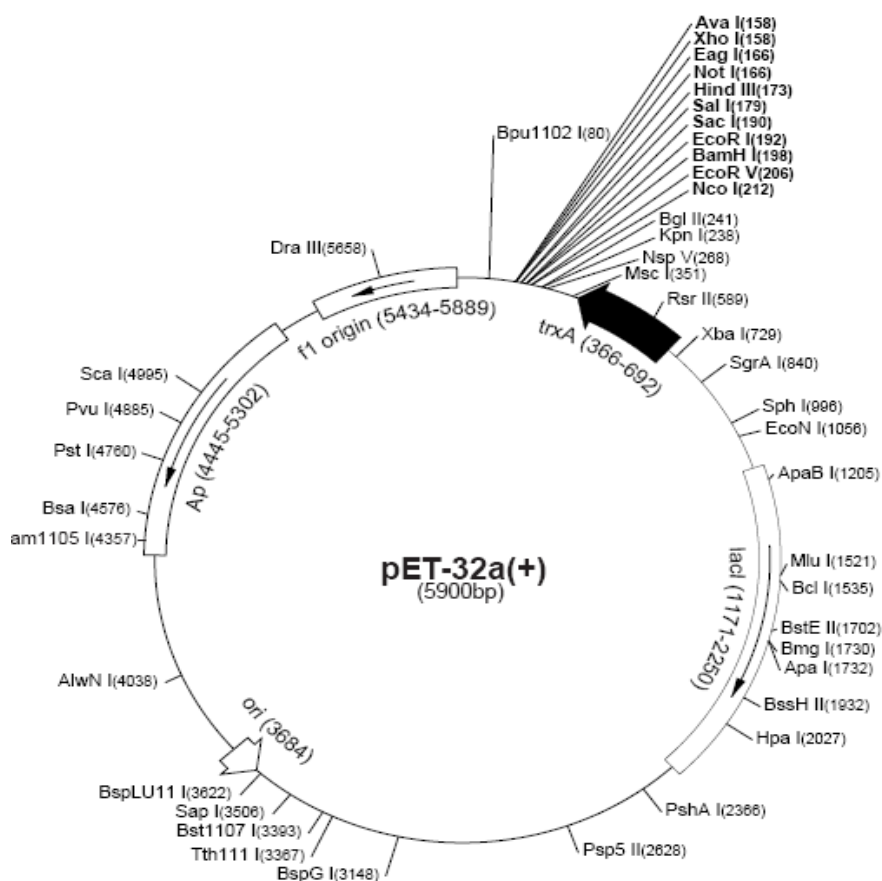 Ava I(158)
Xho I(158)
Eag I(166)
Not I(166)
Hind III(173)
Sal I(179)
Sac I(190)
EcoR I(192)
BamH I(198)
EcoR V(206)
Nco I(212)
Bpu1102 I(80)
Bgl II(241)
Kpn I(238)
Nsp V(268)
Msc I(351)
Rsr II(589)
Xba I(729)
SgrA I(840)
Sph I(996)
EcoN I(1056)
ApaB I(1205)
Mlu I(1521)
Bcl I(1535)
BstE II(1702)
Bmg I(1730)
Apa I(1732)
BssH II(1932)
Hpa I(2027)
PshA I(2366)
Psp5 II(2628)
BspG I(3148)
Tth111 I(3367)
Bst1107 I(3393)
Sap I(3506)
BspLU11 I(3622)
AlwN I(4038)
am1105 I(4357)
Bsa I(4576)
Pst I(4760)
Pvu I(4885)
Sca I(4995)
Dra III(5658)
f1 origin (5434-5889)
trxA (366-692)
lacI (1171-2250)
ori (3684)
Ap (4445-5302)
pET-32a(+)
(5900bp)